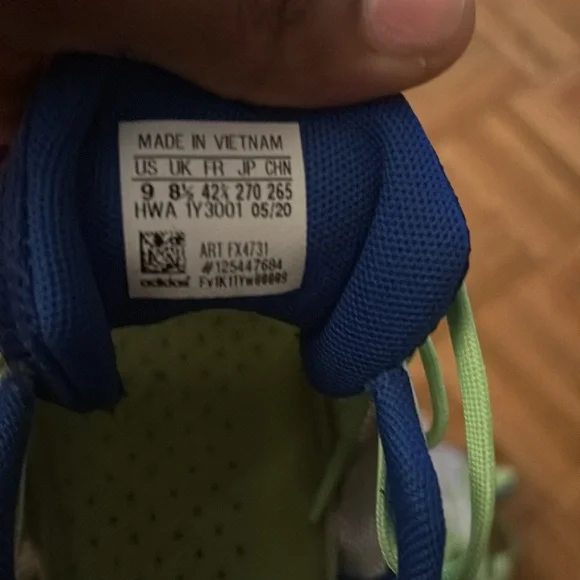 MADE IN VIETNAM
US UK FR JP CHN
9 8½ 42⅔ 270 265
HWA 1Y3001 05/20
ART FX4731
#125447684
adidas